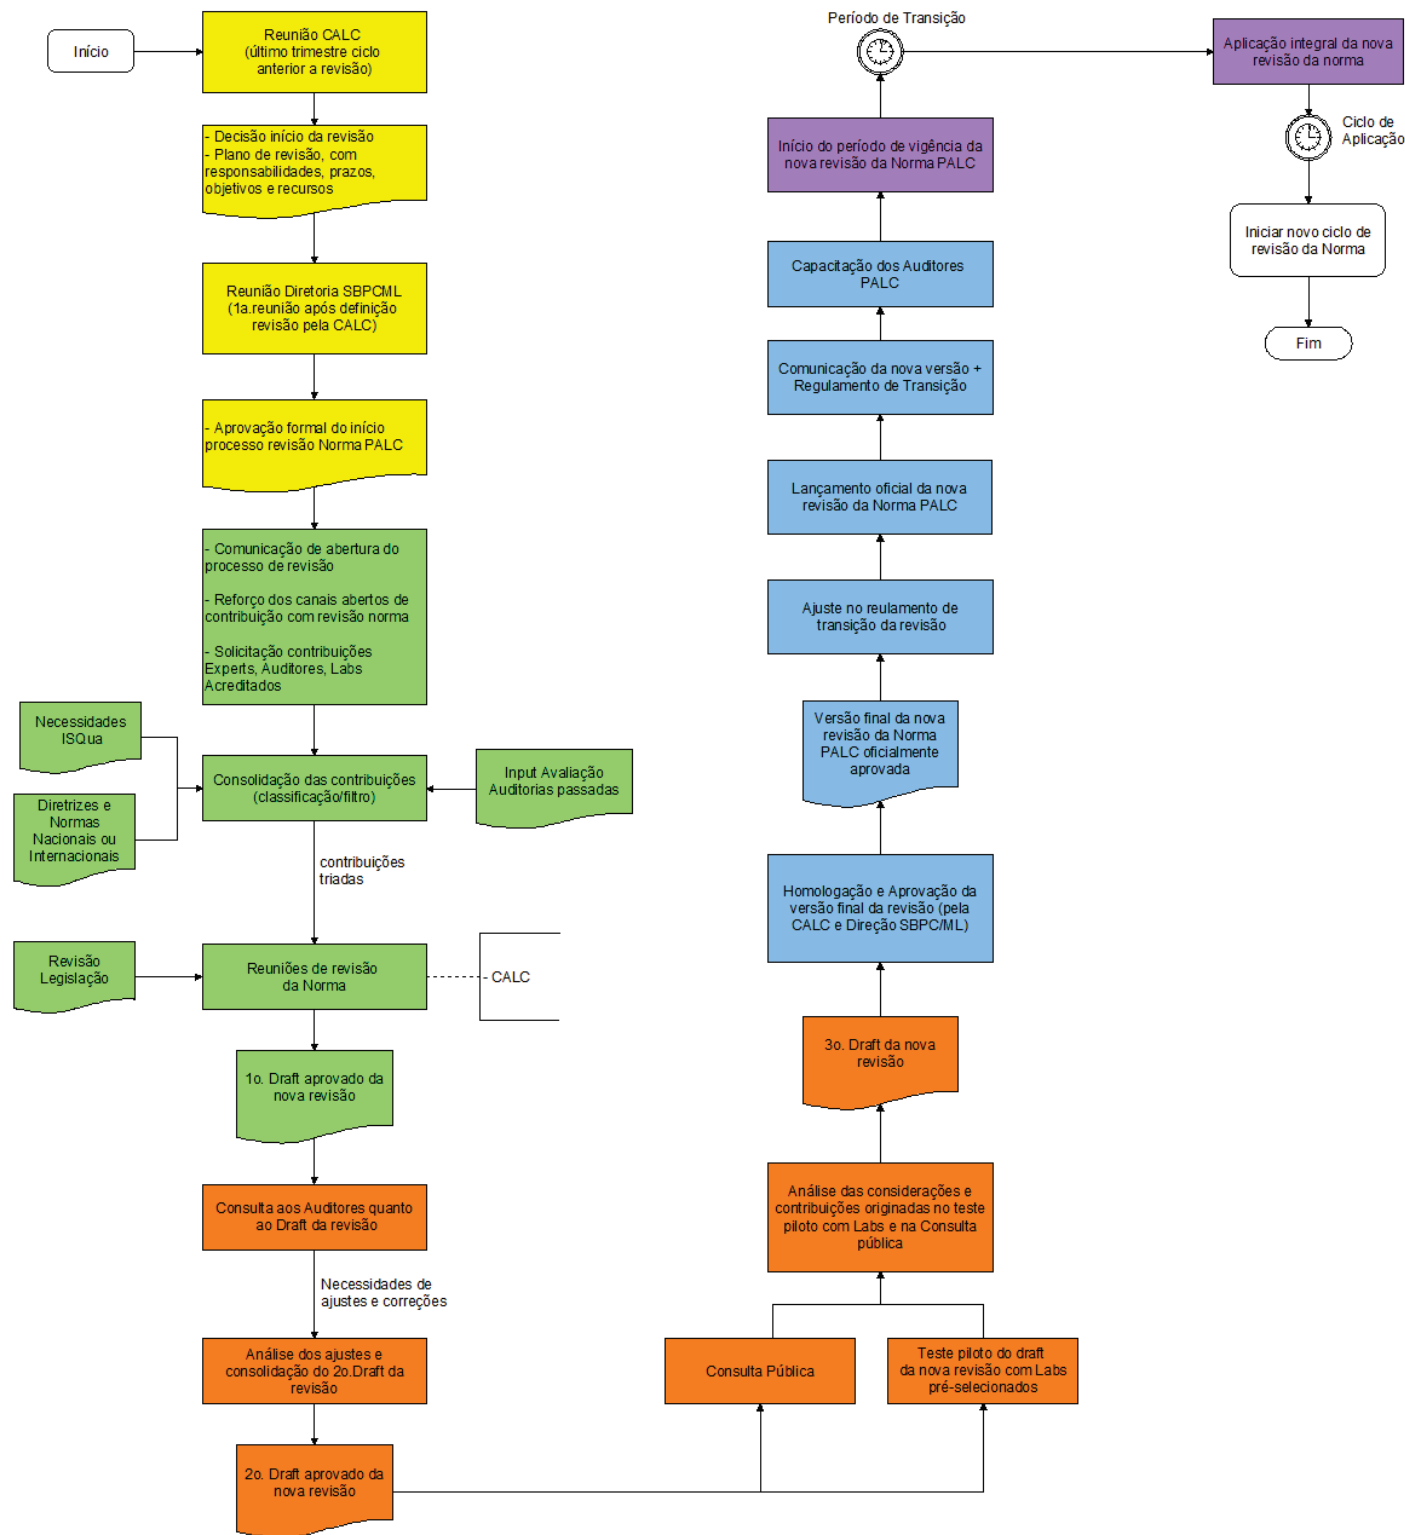 Início
Reunião CALC
(último trimestre ciclo
anterior a revisão)
- Decisão início da revisão
- Plano de revisão, com
responsabilidades, prazos,
objetivos e recursos
Reunião Diretoria SBPCML
(1a.reunião após definição
revisão pela CALC)
- Aprovação formal do início
processo revisão Norma PALC
- Comunicação de abertura do
processo de revisão
- Reforço dos canais abertos de
contribuição com revisão norma
- Solicitação contribuições
Experts, Auditores, Labs
Acreditados
Necessidades
ISQua
Diretrizes e
Normas
Nacionais ou
Internacionais
Consolidação das contribuições
(classificação/filtro)
Input Avaliação
Auditorias passadas
contribuições
triadas
Revisão
Legislação
Reuniões de revisão
da Norma
CALC
1o. Draft aprovado da
nova revisão
Consulta aos Auditores quanto
ao Draft da revisão
Necessidades de
ajustes e correções
Análise dos ajustes e
consolidação do 2o.Draft da
revisão
2o. Draft aprovado da
nova revisão
Consulta Pública
Teste piloto do draft
da nova revisão com Labs
pré-selecionados
Análise das considerações e
contribuições originadas no teste
piloto com Labs e na Consulta
pública
3o. Draft da nova
revisão
Homologação e Aprovação da
versão final da revisão (pela
CALC e Direção SBPC/ML)
Versão final da nova
revisão da Norma
PALC oficialmente
aprovada
Ajuste no reulamento de
transição da revisão
Lançamento oficial da nova
revisão da Norma PALC
Comunicação da nova versão +
Regulamento de Transição
Capacitação dos Auditores
PALC
Início do período de vigência da
nova revisão da Norma PALC
Período de Transição
Aplicação integral da nova
revisão da norma
Ciclo de
Aplicação
Iniciar novo ciclo de
revisão da Norma
Fim